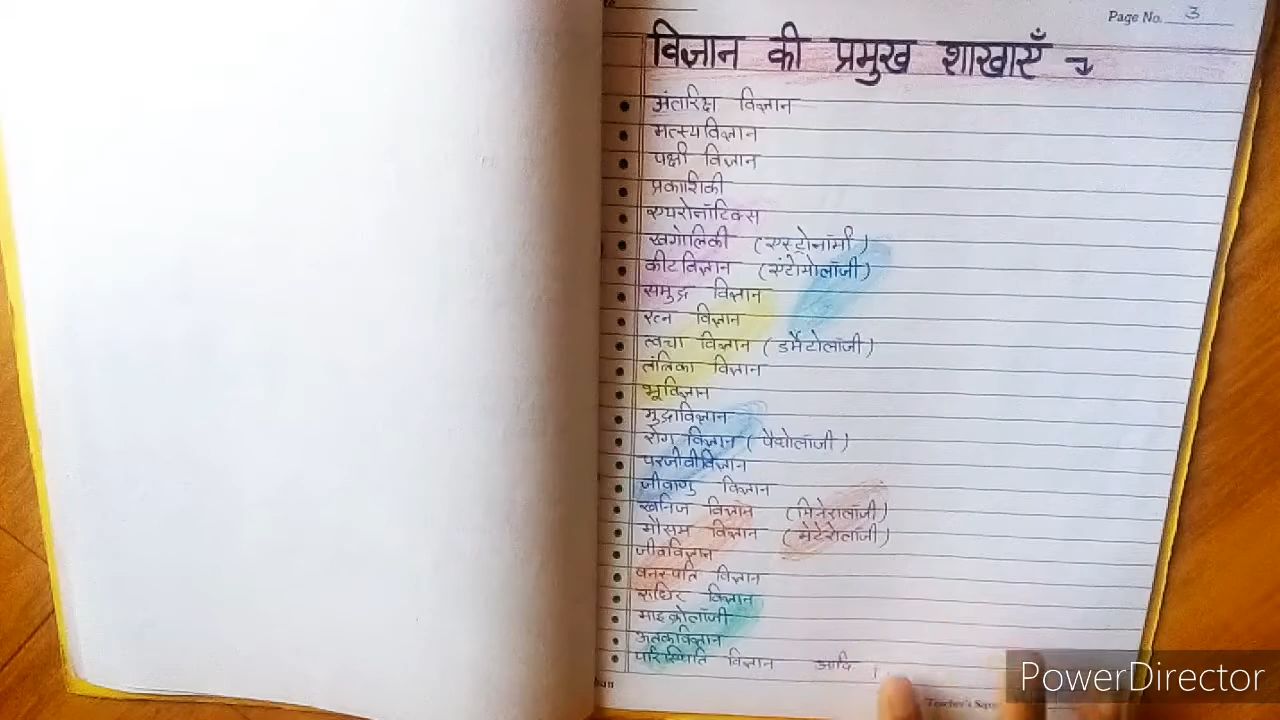 Page No. 3
विज्ञान की प्रमुख शाखाएँ
अंतरिक्ष विज्ञान
मत्स्यविज्ञान
पक्षी विज्ञान
प्रकाशिकी
एयरोनॉटिक्स
खगोलिकी (एस्ट्रोनॉमी)
कीटविज्ञान (एंटोमोलॉजी)
समुद्र विज्ञान
रत्न विज्ञान
त्वचा विज्ञान (डर्मेटोलॉजी)
तंत्रिका विज्ञान
भूविज्ञान
मुद्राविज्ञान
रोग विज्ञान (पैथोलॉजी)
परजीवीविज्ञान
जीवाणु विज्ञान
खनिज विज्ञान (मिनेरालॉजी)
मौसम विज्ञान (मेटेरोलॉजी)
जीवविज्ञान
वनस्पति विज्ञान
रुधिर विज्ञान
माइक्रोलॉजी
ऊतकविज्ञान
पारिस्थिति विज्ञान आदि ।
Teacher's
PowerDirector